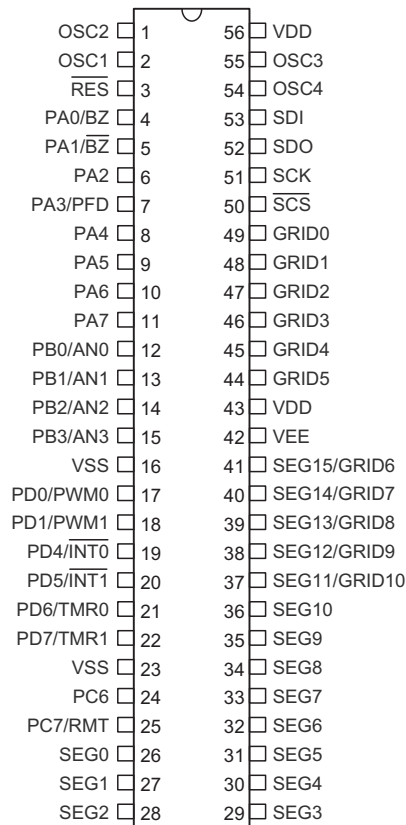 OSC2 1 56 VDD
OSC1 2 55 OSC3
R̅E̅S̅ 3 54 OSC4
PA0/BZ 4 53 SDI
PA1/B̅Z̅ 5 52 SDO
PA2 6 51 SCK
PA3/PFD 7 50 S̅C̅S̅
PA4 8 49 GRID0
PA5 9 48 GRID1
PA6 10 47 GRID2
PA7 11 46 GRID3
PB0/AN0 12 45 GRID4
PB1/AN1 13 44 GRID5
PB2/AN2 14 43 VDD
PB3/AN3 15 42 VEE
VSS 16 41 SEG15/GRID6
PD0/PWM0 17 40 SEG14/GRID7
PD1/PWM1 18 39 SEG13/GRID8
PD4/I̅N̅T̅0̅ 19 38 SEG12/GRID9
PD5/I̅N̅T̅1̅ 20 37 SEG11/GRID10
PD6/TMR0 21 36 SEG10
PD7/TMR1 22 35 SEG9
VSS 23 34 SEG8
PC6 24 33 SEG7
PC7/RMT 25 32 SEG6
SEG0 26 31 SEG5
SEG1 27 30 SEG4
SEG2 28 29 SEG3